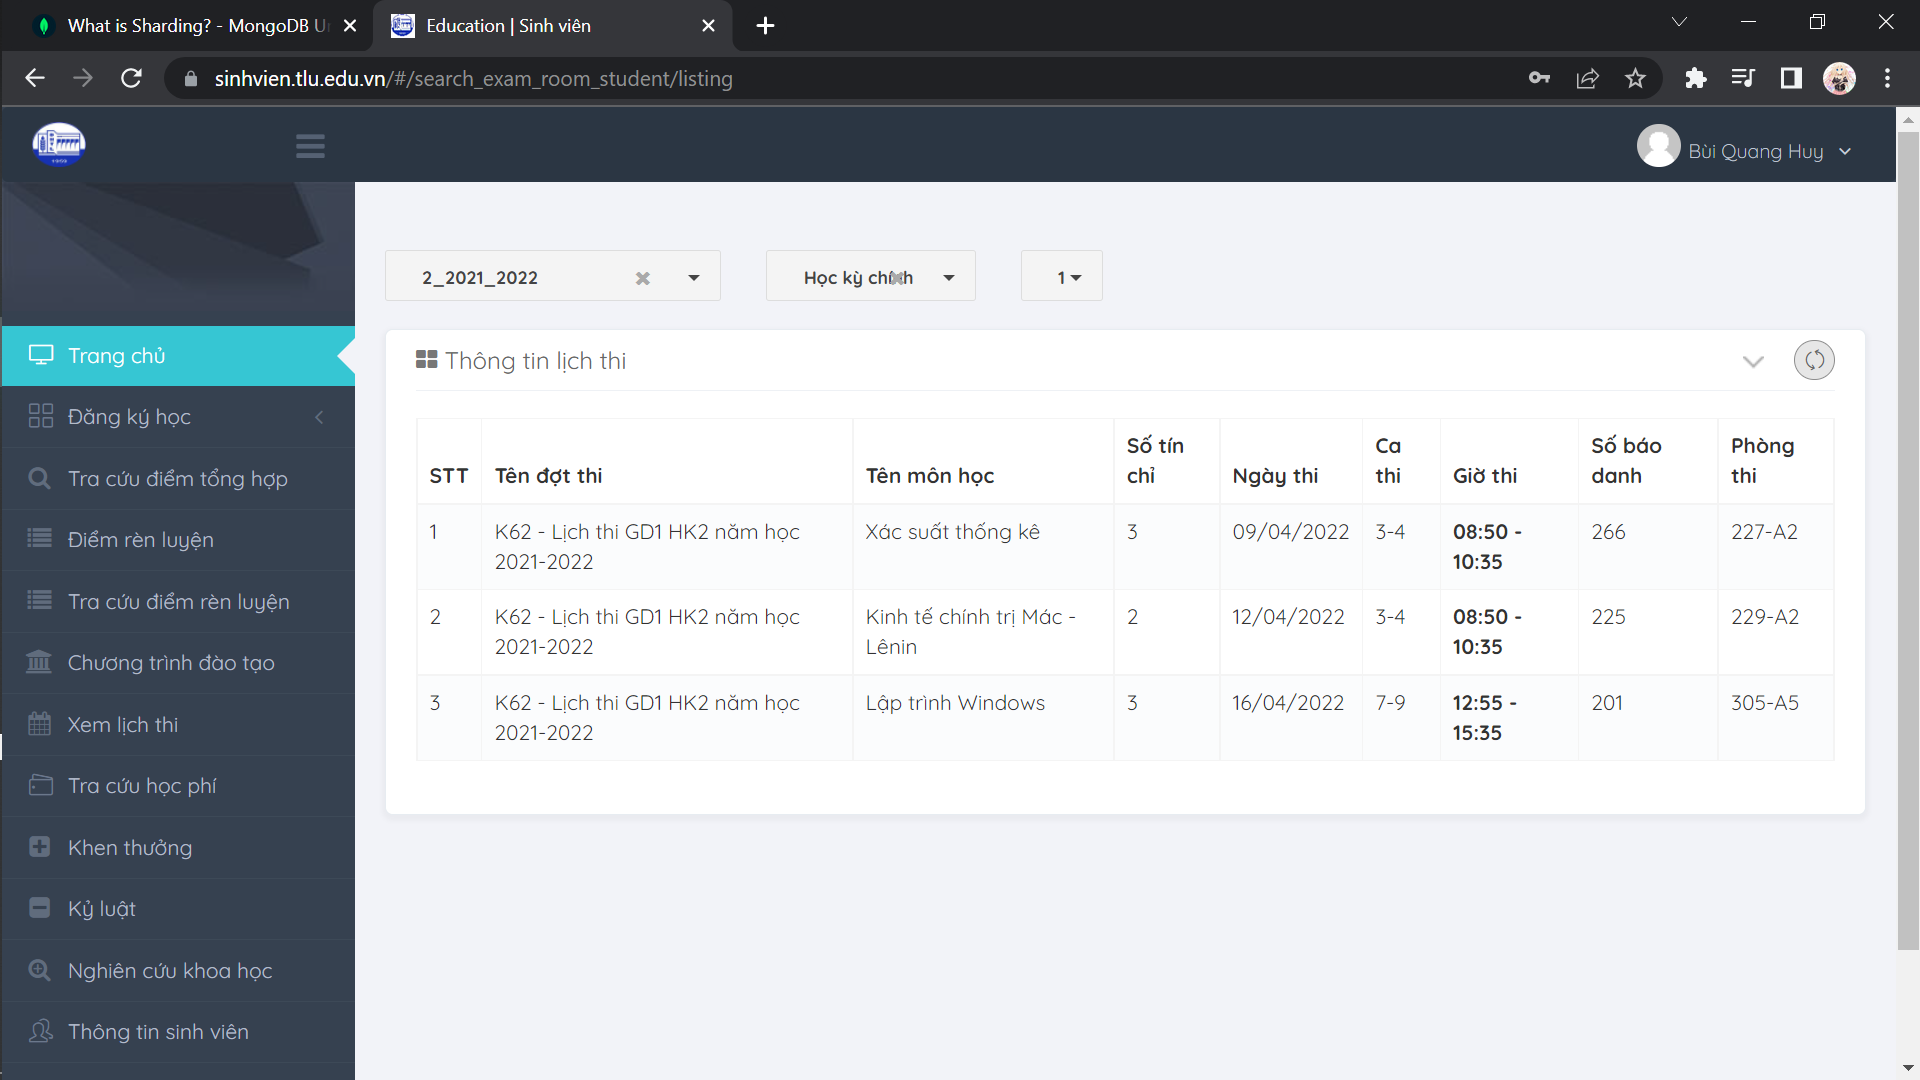 What is Sharding? - MongoDB Un
Education | Sinh viên
sinhvien.tlu.edu.vn/#/search_exam_room_student/listing
Bùi Quang Huy
2_2021_2022
Học kỳ chính
1
Trang chủ
Đăng ký học
Tra cứu điểm tổng hợp
Điểm rèn luyện
Tra cứu điểm rèn luyện
Chương trình đào tạo
Xem lịch thi
Tra cứu học phí
Khen thưởng
Kỷ luật
Nghiên cứu khoa học
Thông tin sinh viên
Thông tin lịch thi
STT Tên đợt thi Tên môn học Số tín chỉ Ngày thi Ca thi Giờ thi Số báo danh Phòng thi
1 K62 - Lịch thi GD1 HK2 năm học 2021-2022 Xác suất thống kê 3 09/04/2022 3-4 08:50 - 10:35 266 227-A2
2 K62 - Lịch thi GD1 HK2 năm học 2021-2022 Kinh tế chính trị Mác - Lênin 2 12/04/2022 3-4 08:50 - 10:35 225 229-A2
3 K62 - Lịch thi GD1 HK2 năm học 2021-2022 Lập trình Windows 3 16/04/2022 7-9 12:55 - 15:35 201 305-A5